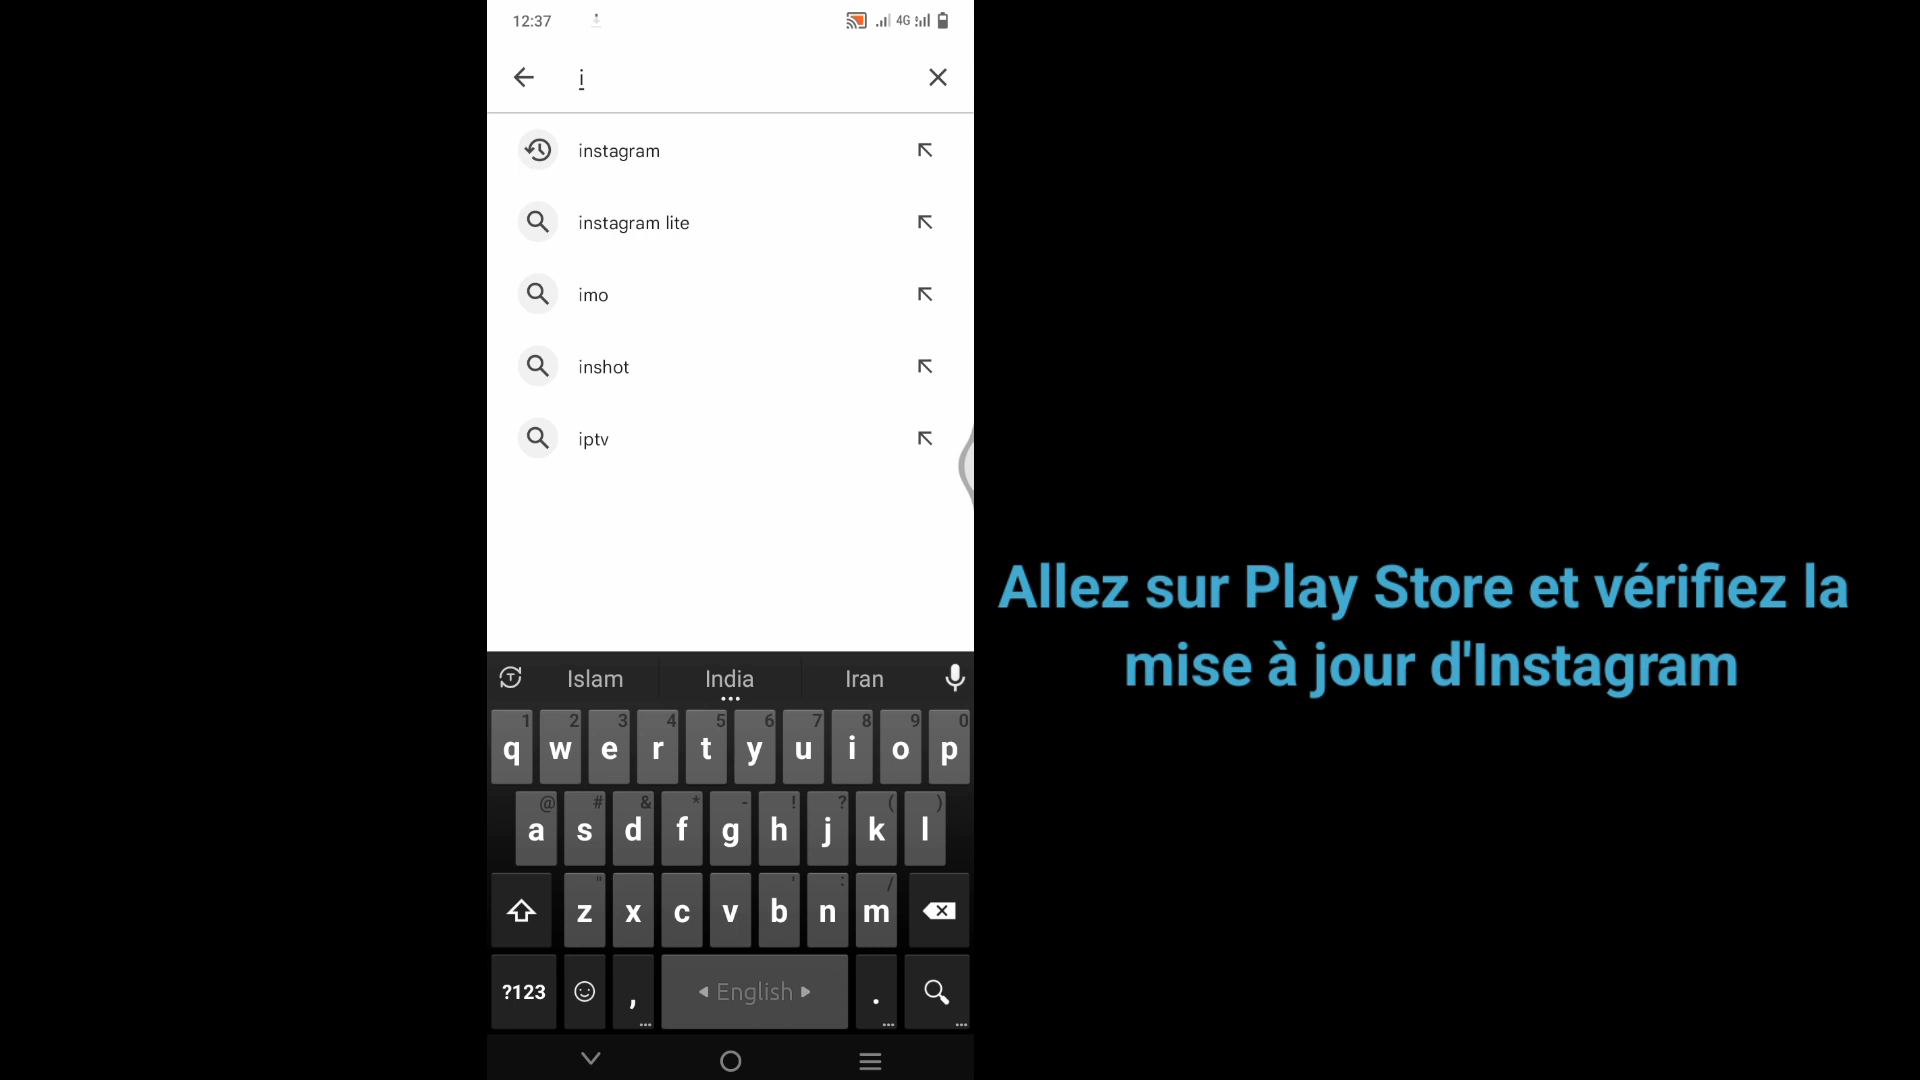 12:37
4G
i
instagram
instagram lite
imo
inshot
iptv
Allez sur Play Store et vérifiez la
mise à jour d'Instagram
Islam India Iran
1 2 3 4 5 6 7 8 9 0
q w e r t y u i o p
@ # & * - ! ? ( )
a s d f g h j k l
" ' : /
z x c v b n m
?123 , English .